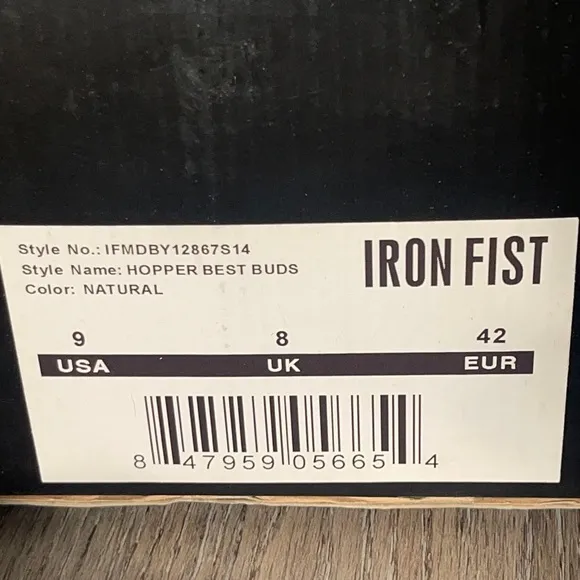 Style No.: IFMDBY12867S14
Style Name: HOPPER BEST BUDS
Color: NATURAL
IRON FIST
9 8 42
USA UK EUR
8 47959 05665 4